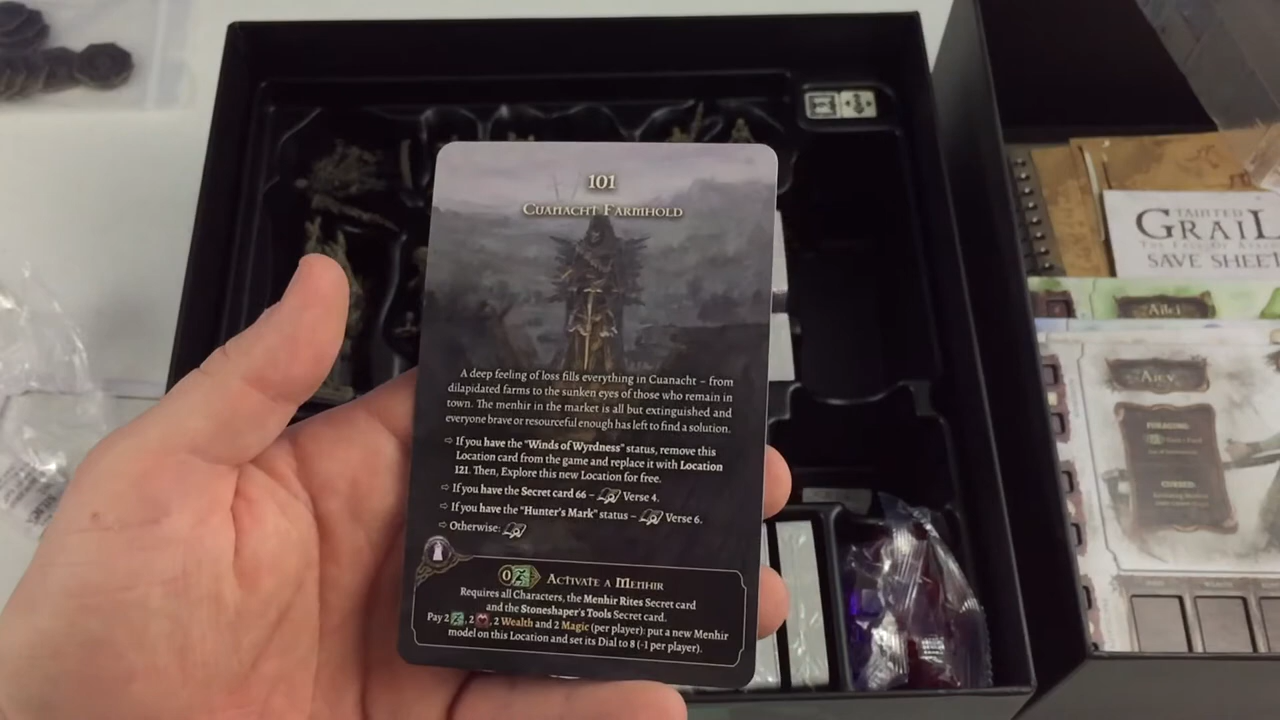 101
Cuanacht Farmhold
A deep feeling of loss fills everything in Cuanacht – from
dilapidated farms to the sunken eyes of those who remain in
town. The menhir in the market is all but extinguished and
everyone brave or resourceful enough has left to find a solution.
⇨ If you have the "Winds of Wyrdness" status, remove this
Location card from the game and replace it with Location
121. Then, Explore this new Location for free.
⇨ If you have the Secret card 66 – Verse 4.
⇨ If you have the "Hunter's Mark" status – Verse 6.
⇨ Otherwise:
0 Activate a Menhir
Requires all Characters, the Menhir Rites Secret card
and the Stoneshaper's Tools Secret card.
Pay 2, 2, 2 Wealth and 2 Magic (per player): put a new Menhir
model on this Location and set its Dial to 8 (-1 per player).
TAINTED
GRAIL
THE FALL OF
SAVE SHEET
Ailei
Arev
FORAGING:
CURSED: